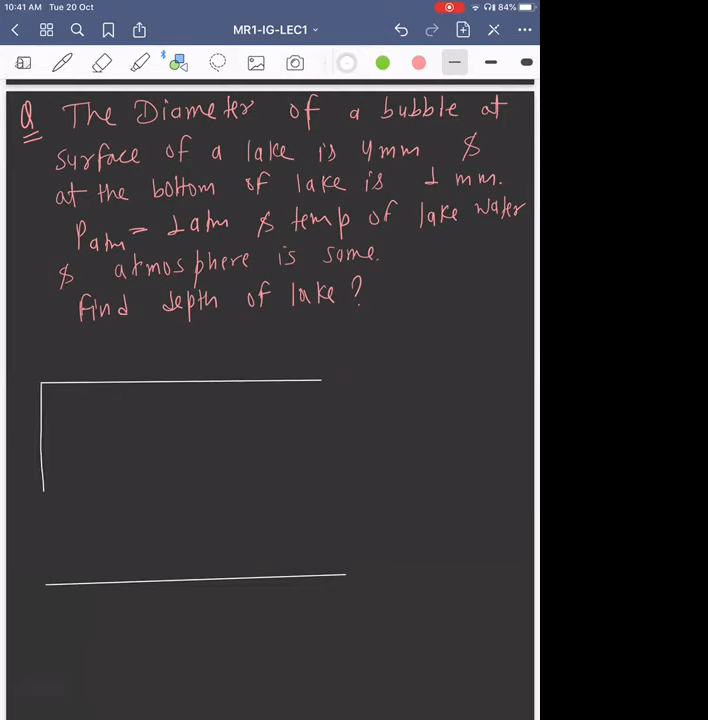 10:41 AM Tue 20 Oct
84%
MR1-IG-LEC1
Q The Diameter of a bubble at
surface of a lake is 4mm &
at the bottom of lake is 1 mm.
Patm = 1atm & temp of lake water
& atmosphere is same.
Find depth of lake?